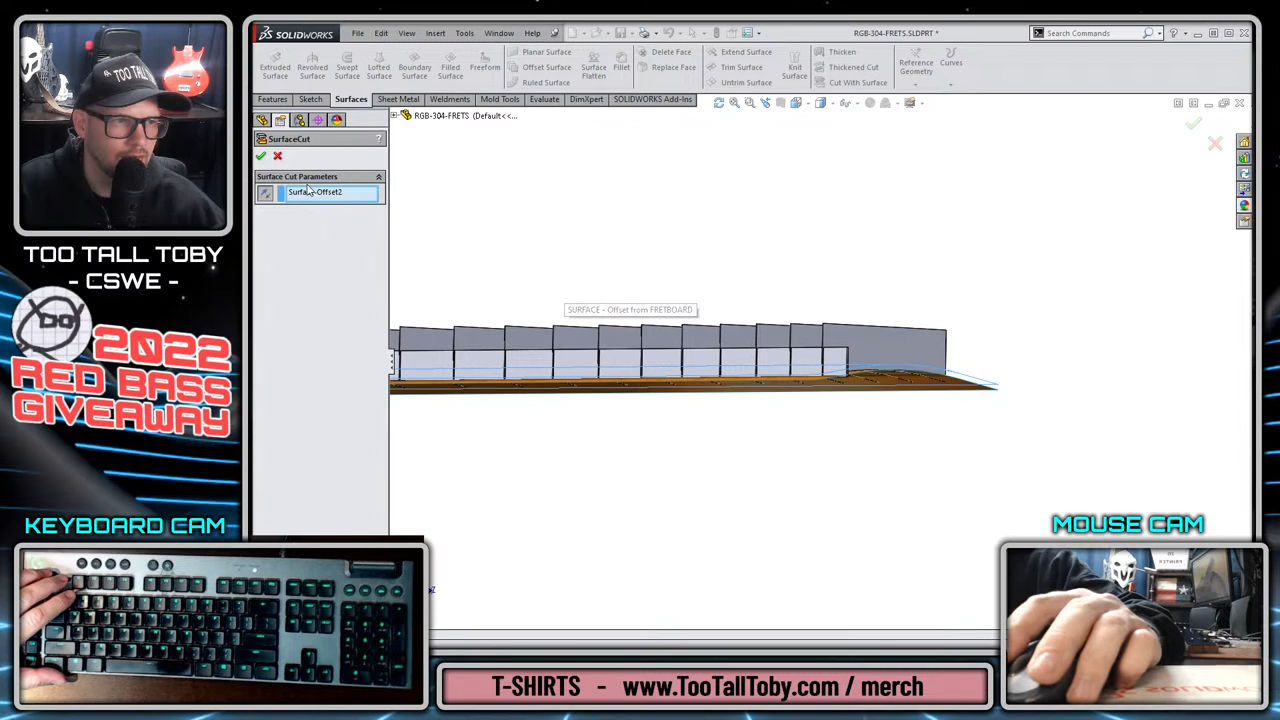 SOLIDWORKS
File Edit View Insert Tools Window Help
RGB-304-FRETS.SLDPRT *
Search Commands
Extruded Surface
Revolved Surface
Swept Surface
Lofted Surface
Boundary Surface
Filled Surface
Freeform
Planar Surface
Offset Surface
Ruled Surface
Surface Flatten
Fillet
Delete Face
Replace Face
Extend Surface
Trim Surface
Untrim Surface
Knit Surface
Thicken
Thickened Cut
Cut With Surface
Reference Geometry
Curves
Features Sketch Surfaces Sheet Metal Weldments Mold Tools Evaluate DimXpert SOLIDWORKS Add-Ins
RGB-304-FRETS (Default<<...
SurfaceCut
?
Surface Cut Parameters
Surface-Offset2
SURFACE - Offset from FRETBOARD
"TOO TALL
TOO TALL TOBY
- CSWE -
2022
RED BASS
GIVEAWAY
KEYBOARD CAM
MOUSE CAM
T-SHIRTS - www.TooTallToby.com / merch